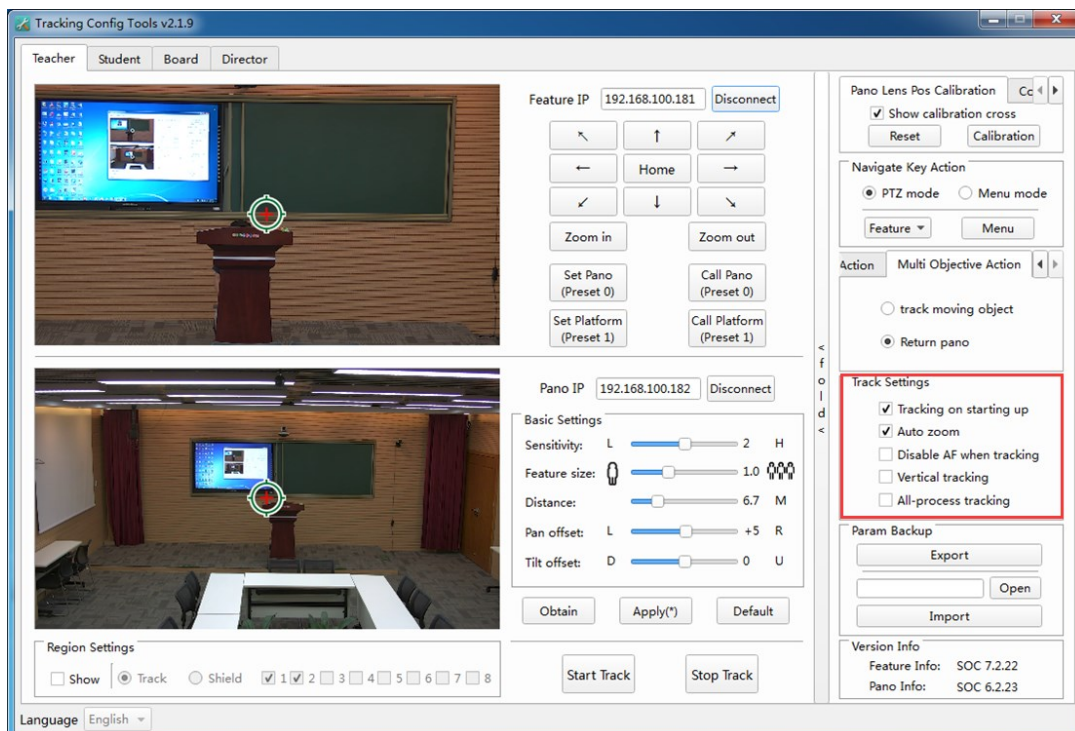 Tracking Config Tools v2.1.9
Teacher Student Board Director
Feature IP 192.168.100.181 Disconnect
Home
Zoom in Zoom out
Set Pano (Preset 0)
Call Pano (Preset 0)
Set Platform (Preset 1)
Call Platform (Preset 1)
Pano IP 192.168.100.182 Disconnect
Basic Settings
Sensitivity: L 2 H
Feature size: 1.0
Distance: 6.7 M
Pan offset: L +5 R
Tilt offset: D 0 U
Obtain Apply(*) Default
Region Settings
Show Track Shield 1 2 3 4 5 6 7 8
Start Track Stop Track
< fold <
Pano Lens Pos Calibration Cc
Show calibration cross
Reset Calibration
Navigate Key Action
PTZ mode Menu mode
Feature Menu
Action Multi Objective Action
track moving object
Return pano
Track Settings
Tracking on starting up
Auto zoom
Disable AF when tracking
Vertical tracking
All-process tracking
Param Backup
Export
Open
Import
Version Info
Feature Info: SOC 7.2.22
Pano Info: SOC 6.2.23
Language English